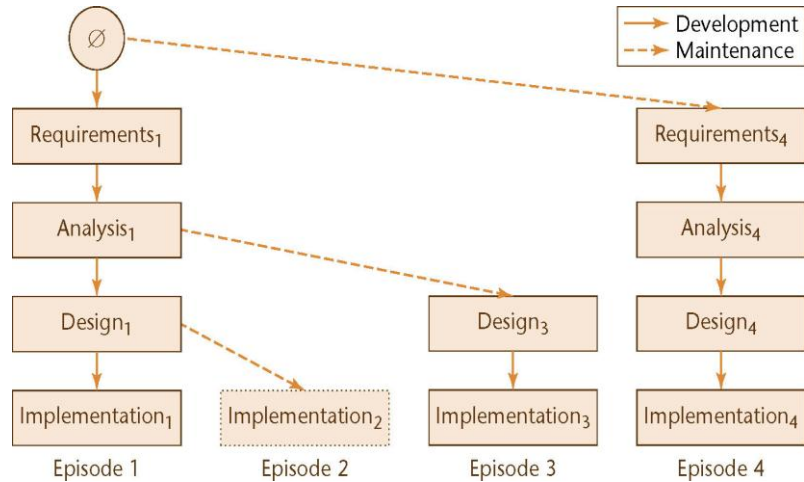 ∅
Development
Maintenance
Requirements₁
Requirements₄
Analysis₁
Analysis₄
Design₁
Design₃
Design₄
Implementation₁
Implementation₂
Implementation₃
Implementation₄
Episode 1
Episode 2
Episode 3
Episode 4